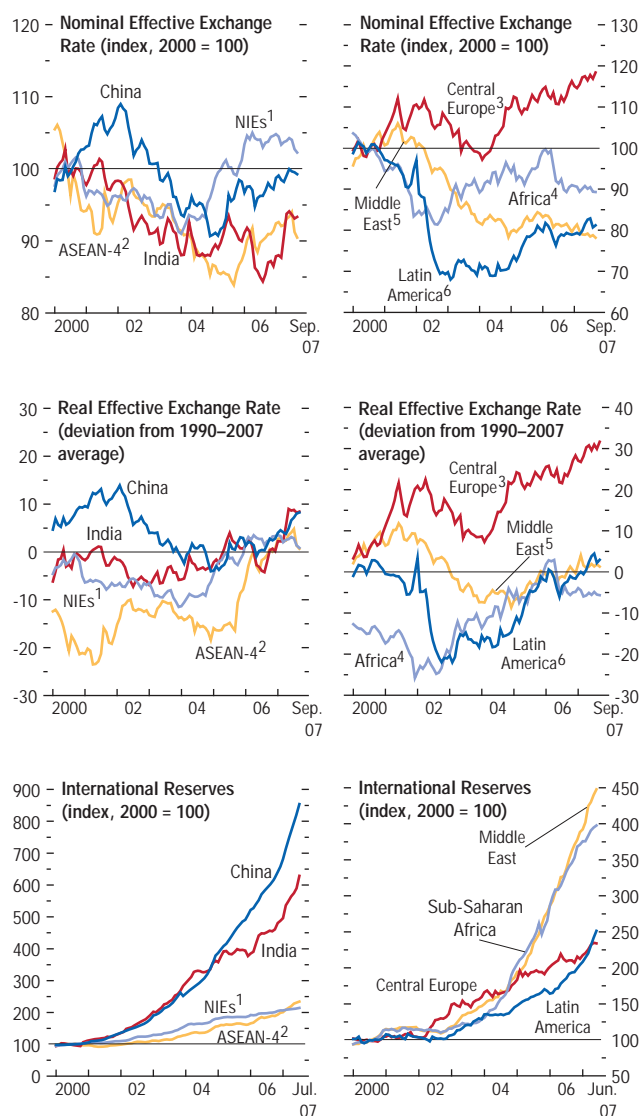 Nominal Effective Exchange
Rate (index, 2000 = 100)
120
110
100
90
80
China
NIEs1
ASEAN-42
India
2000
02
04
06
Sep.
07
Nominal Effective Exchange
Rate (index, 2000 = 100)
130
120
110
100
90
80
70
60
Central
Europe3
Middle
East5
Africa4
Latin
America6
2000
02
04
06
Sep.
07
Real Effective Exchange Rate
(deviation from 1990–2007
average)
30
20
10
0
-10
-20
-30
China
India
NIEs1
ASEAN-42
2000
02
04
06
Sep.
07
Real Effective Exchange Rate
(deviation from 1990–2007
average)
40
30
20
10
0
-10
-20
-30
Central
Europe3
Middle
East5
Africa4
Latin
America6
2000
02
04
06
Sep.
07
International Reserves
(index, 2000 = 100)
900
800
700
600
500
400
300
200
100
0
China
India
NIEs1
ASEAN-42
2000
02
04
06
Jul.
07
International Reserves
(index, 2000 = 100)
450
400
350
300
250
200
150
100
50
Middle
East
Sub-Saharan
Africa
Central Europe
Latin
America
2000
02
04
06
Jun.
07